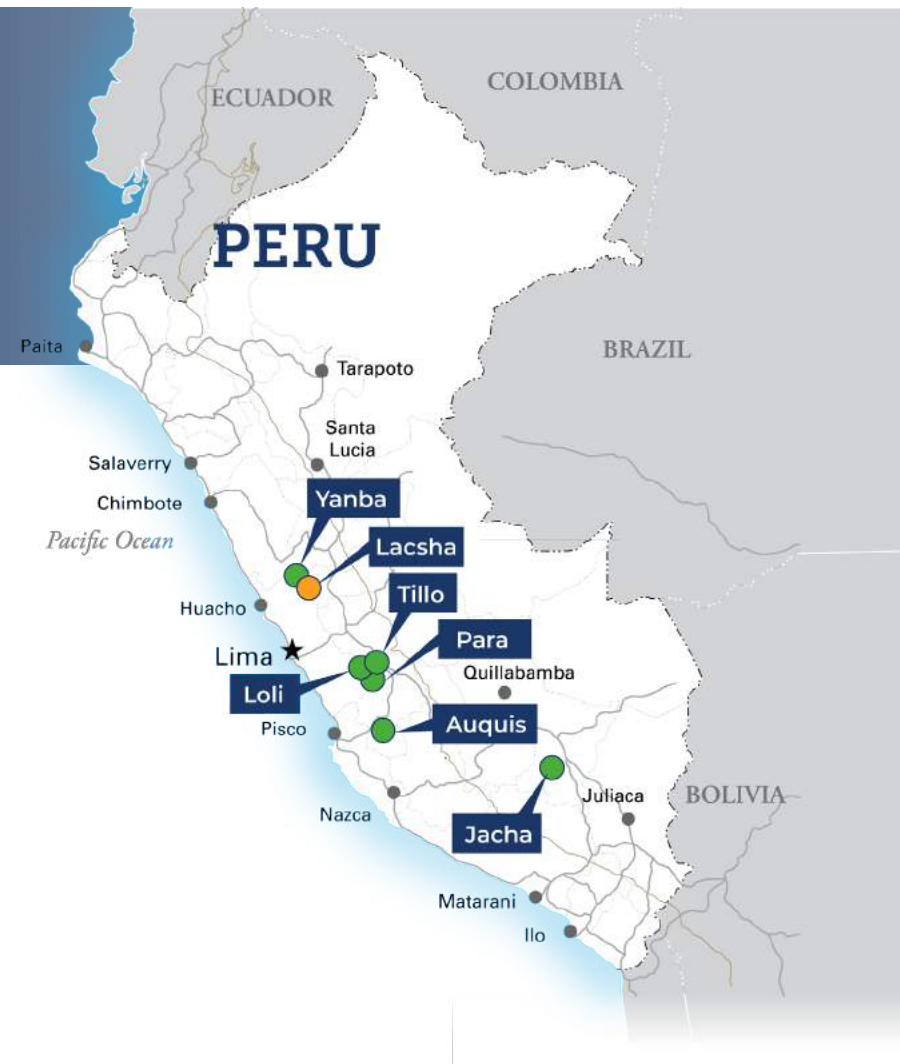 COLOMBIA
ECUADOR
PERU
Paita
BRAZIL
Tarapoto
Santa
Lucia
Salaverry
Yanba
Chimbote
Pacific Ocean
Lacsha
Tillo
Huacho
Para
Lima
Quillabamba
Loli
Auquis
Pisco
Juliaca
BOLIVIA
Nazca
Jacha
Matarani
Ilo